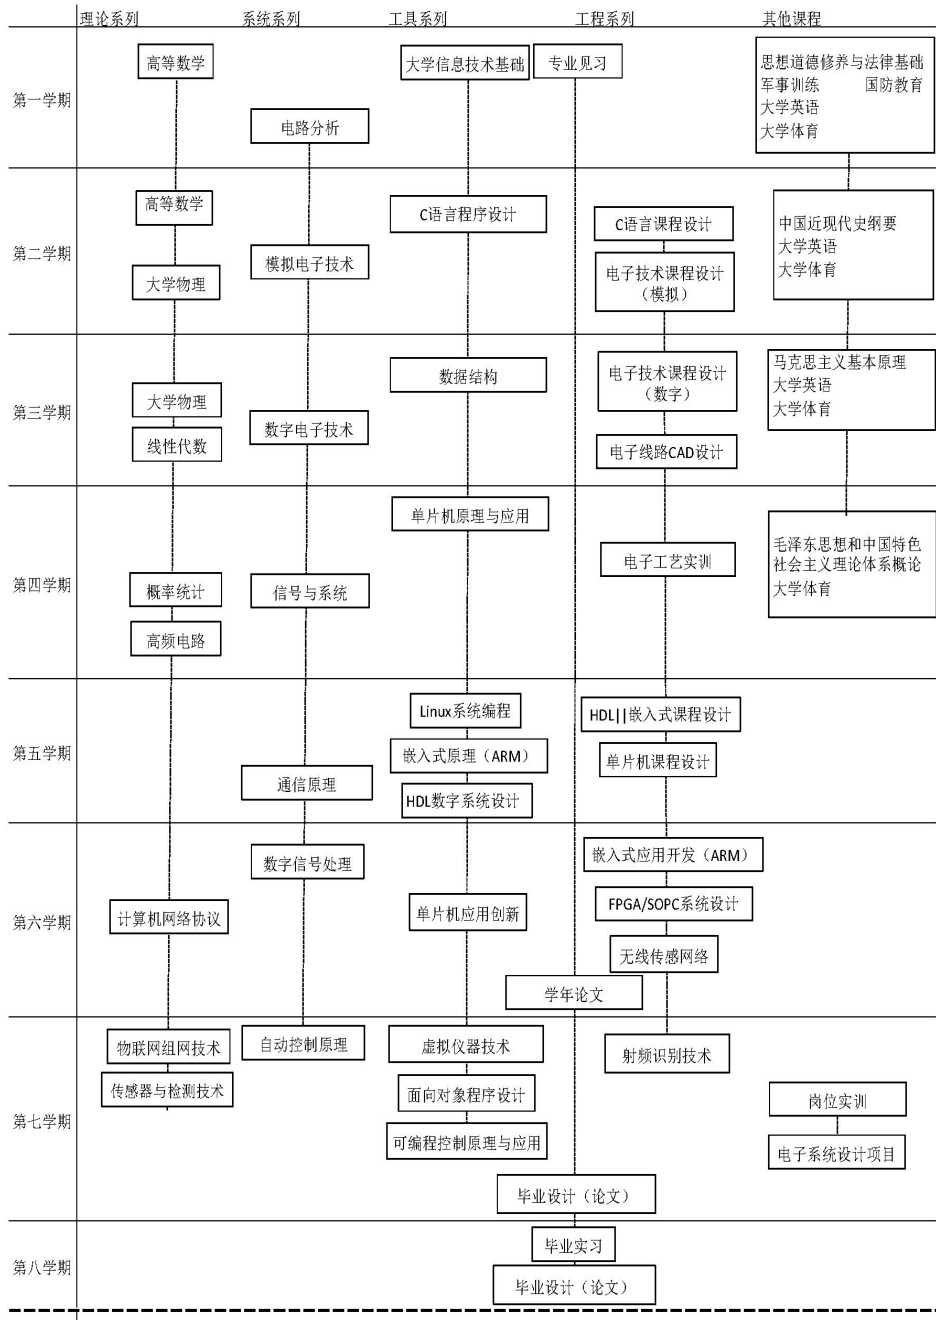 理论系列 系统系列 工具系列 工程系列 其他课程
第一学期
高等数学
电路分析
大学信息技术基础
专业见习
思想道德修养与法律基础
军事训练 国防教育
大学英语
大学体育
第二学期
高等数学
大学物理
模拟电子技术
C语言程序设计
C语言课程设计
电子技术课程设计
（模拟）
中国近现代史纲要
大学英语
大学体育
第三学期
大学物理
线性代数
数字电子技术
数据结构
电子技术课程设计
（数字）
电子线路CAD设计
马克思主义基本原理
大学英语
大学体育
第四学期
概率统计
高频电路
信号与系统
单片机原理与应用
电子工艺实训
毛泽东思想和中国特色
社会主义理论体系概论
大学体育
第五学期
通信原理
Linux系统编程
嵌入式原理（ARM）
HDL数字系统设计
HDL||嵌入式课程设计
单片机课程设计
第六学期
计算机网络协议
数字信号处理
单片机应用创新
学年论文
嵌入式应用开发（ARM）
FPGA/SOPC系统设计
无线传感网络
第七学期
物联网组网技术
传感器与检测技术
自动控制原理
虚拟仪器技术
面向对象程序设计
可编程控制原理与应用
毕业设计（论文）
射频识别技术
岗位实训
电子系统设计项目
第八学期
毕业实习
毕业设计（论文）